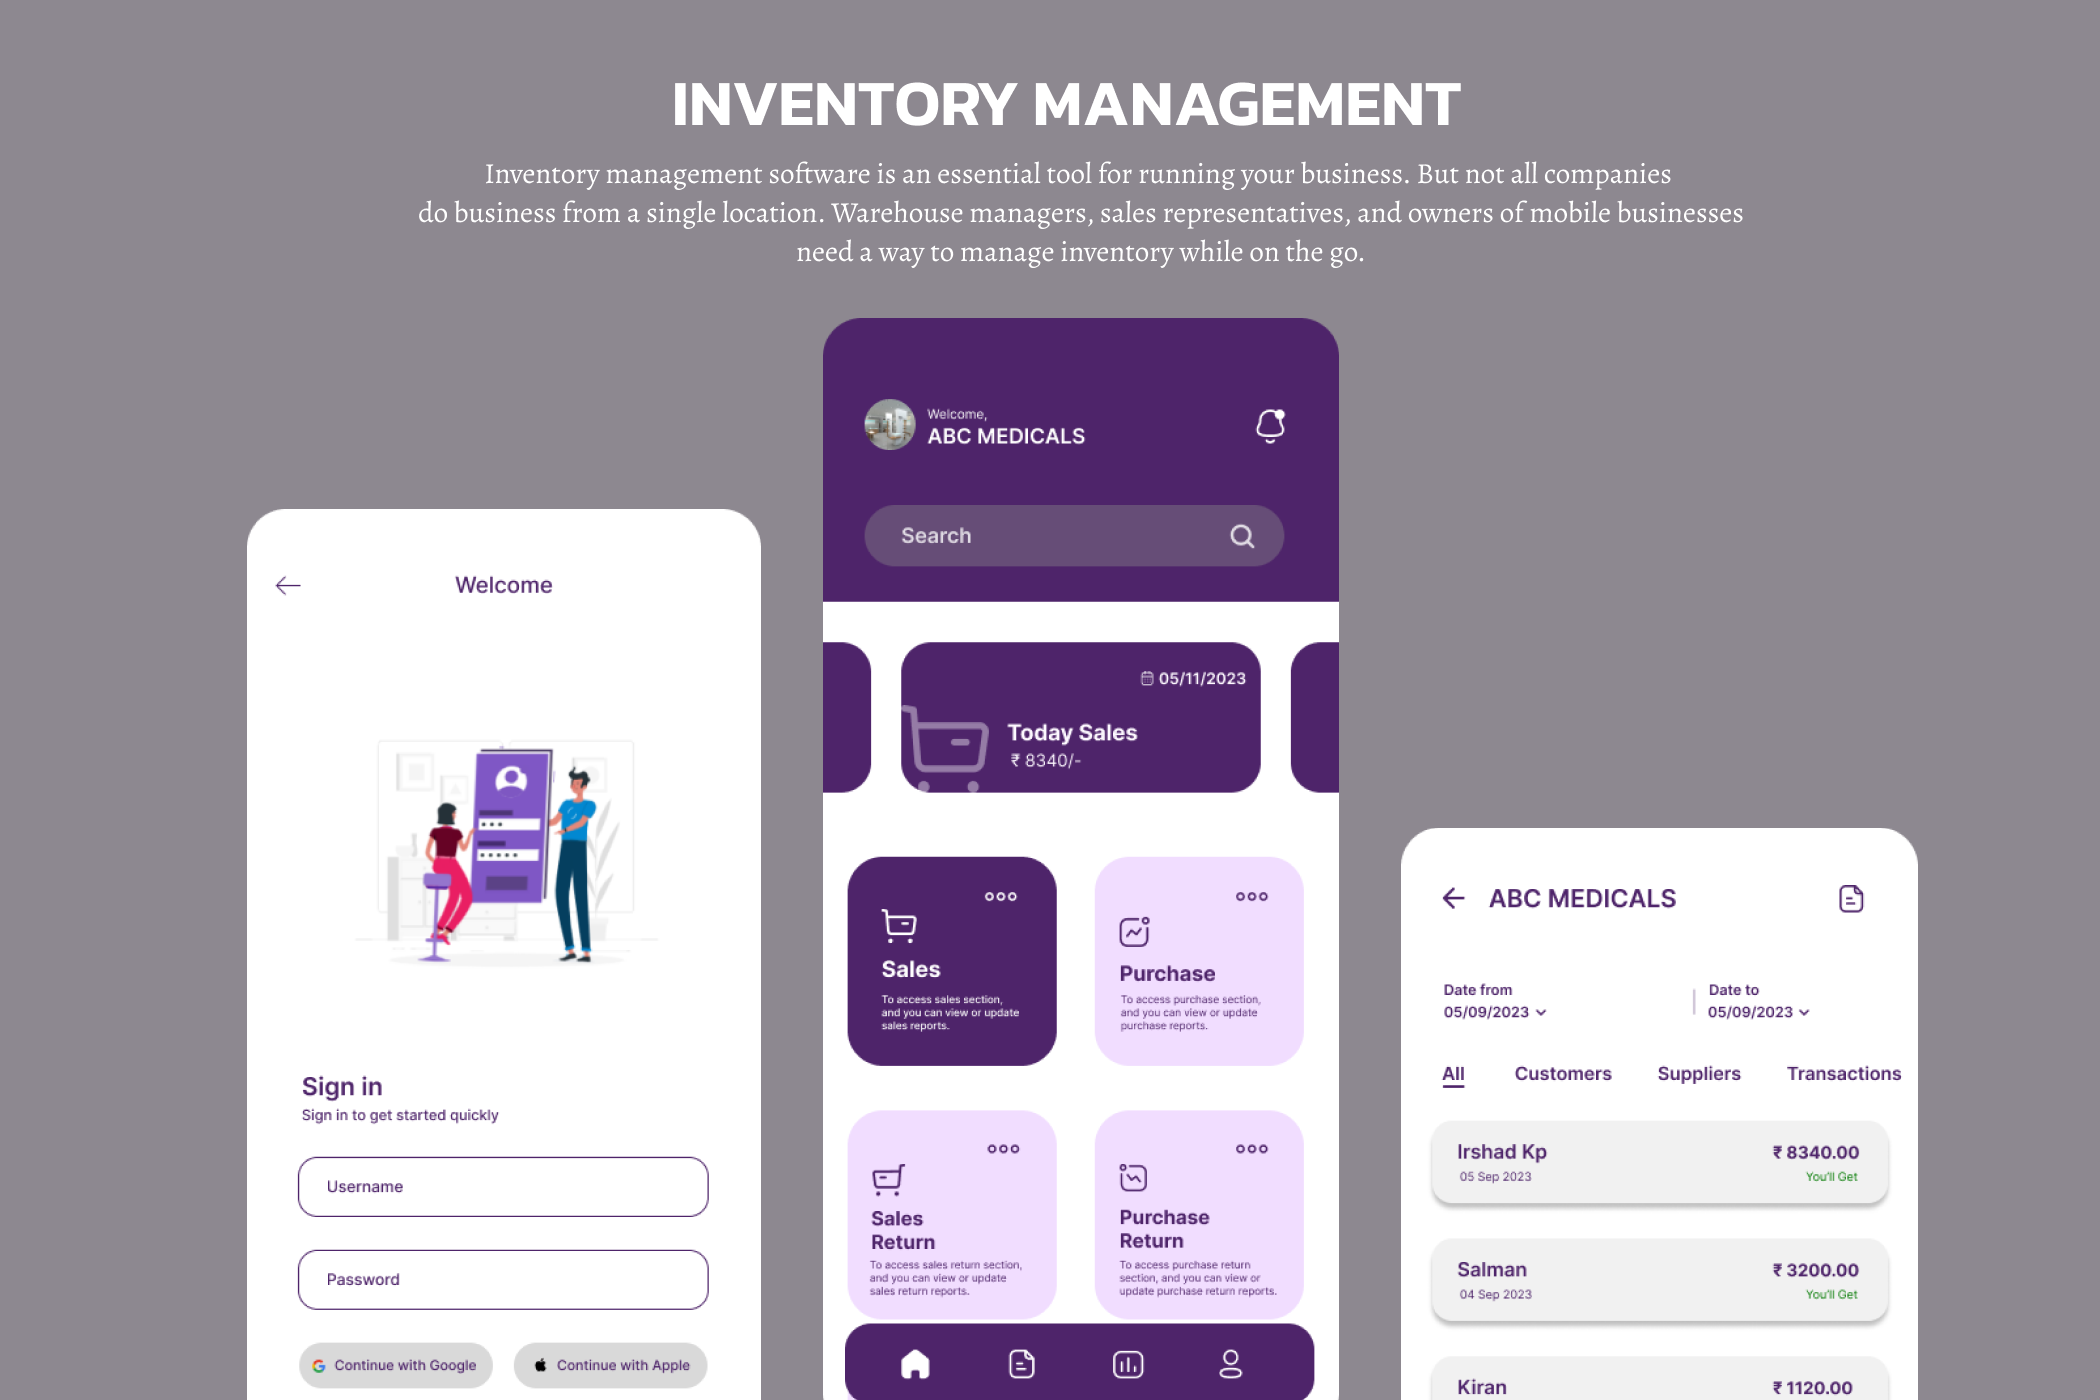 INVENTORY MANAGEMENT
Inventory management software is an essential tool for running your business. But not all companies
do business from a single location. Warehouse managers, sales representatives, and owners of mobile businesses
need a way to manage inventory while on the go.
Welcome
Sign in
Sign in to get started quickly
Username
Password
Continue with Google
Continue with Apple
Welcome,
ABC MEDICALS
Search
05/11/2023
Today Sales
₹ 8340/-
Sales
To access sales section,
and you can view or update
sales reports.
Purchase
To access purchase section,
and you can view or update
purchase reports.
Sales
Return
To access sales return section,
and you can view or update
sales return reports.
Purchase
Return
To access purchase return
section, and you can view or
update purchase return reports.
ABC MEDICALS
Date from
05/09/2023
Date to
05/09/2023
All Customers Suppliers Transactions
Irshad Kp ₹ 8340.00
05 Sep 2023 You'll Get
Salman ₹ 3200.00
04 Sep 2023 You'll Get
Kiran ₹ 1120.00